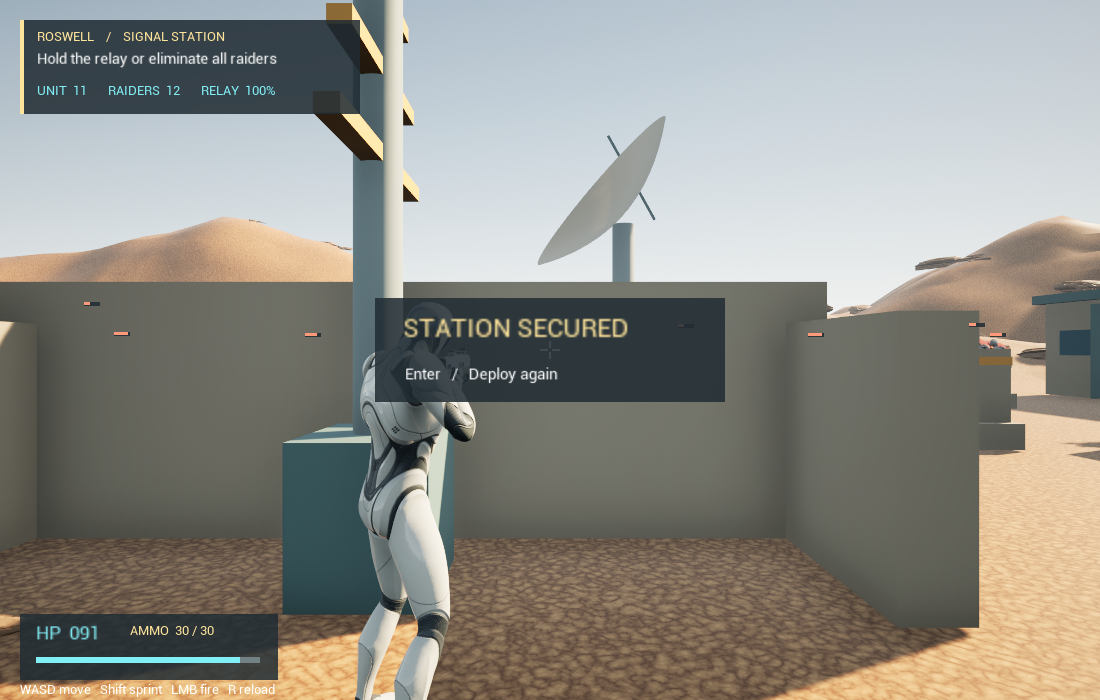 ROSWELL / SIGNAL STATION
Hold the relay or eliminate all raiders
UNIT 11 RAIDERS 12 RELAY 100%
STATION SECURED
Enter / Deploy again
HP 091 AMMO 30 / 30
WASD move Shift sprint LMB fire R reload